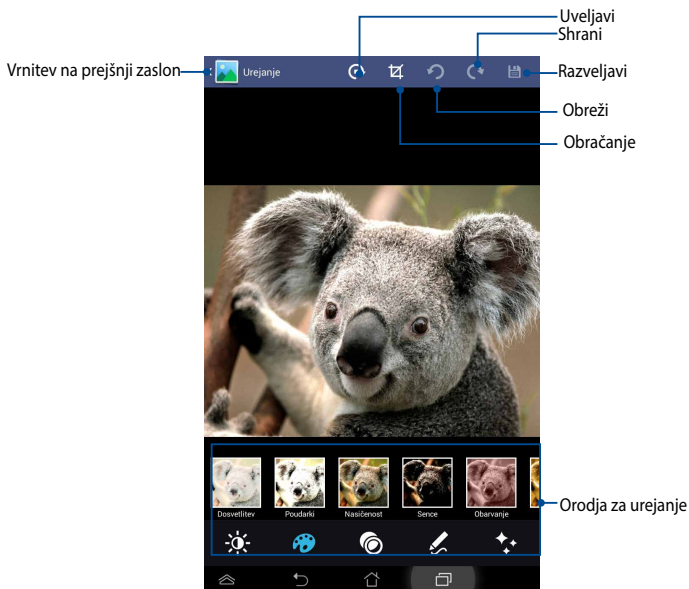 Uveljavi
Shrani
Vrnitev na prejšnji zaslon
Urejanje
Razveljavi
Obreži
Obračanje
Dosvetlitev
Poudarki
Nasičenost
Sence
Obarvanje
Orodja za urejanje